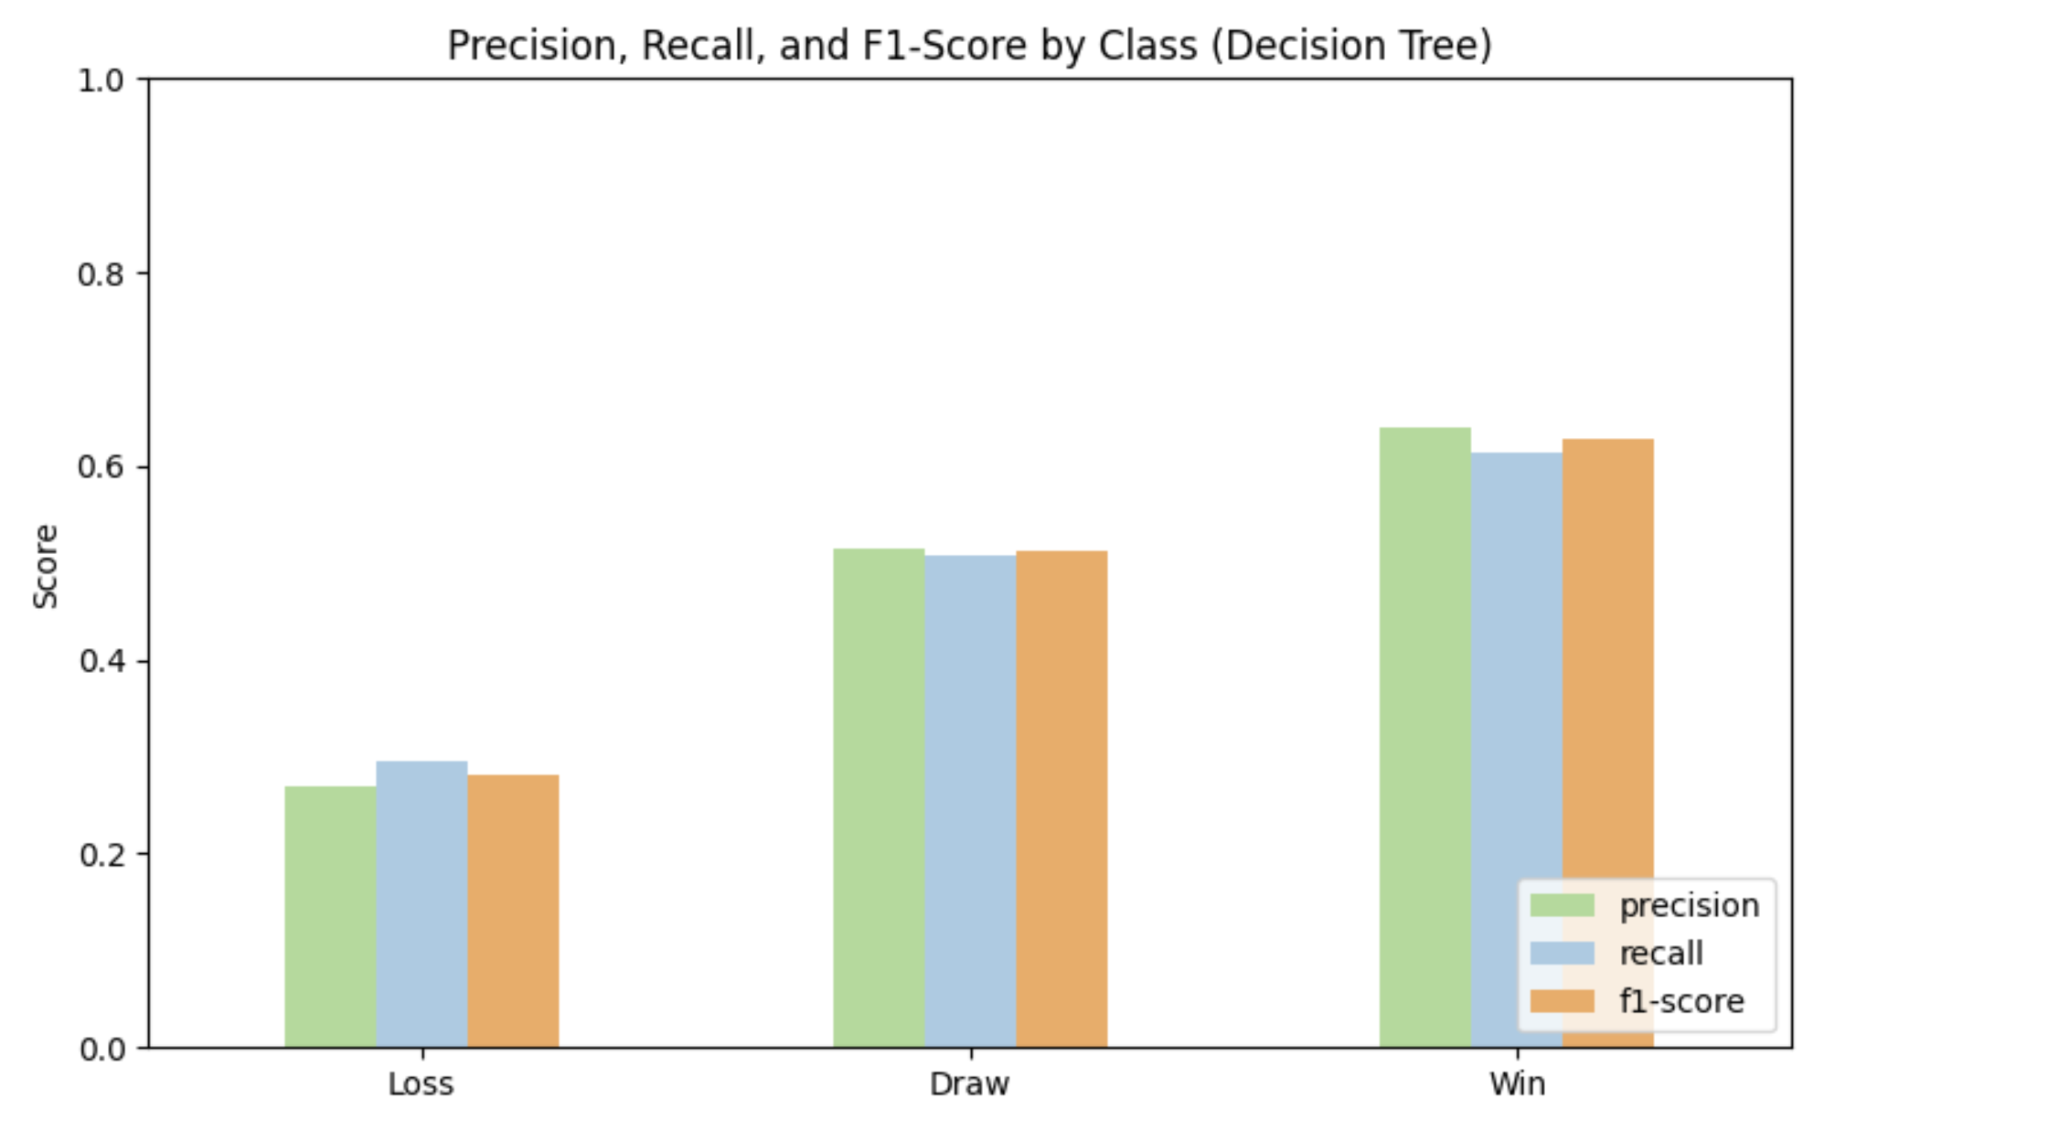 Precision, Recall, and F1-Score by Class (Decision Tree)
1.0
0.8
0.6
0.4
0.2
0.0
Score
Loss
Draw
Win
precision
recall
f1-score